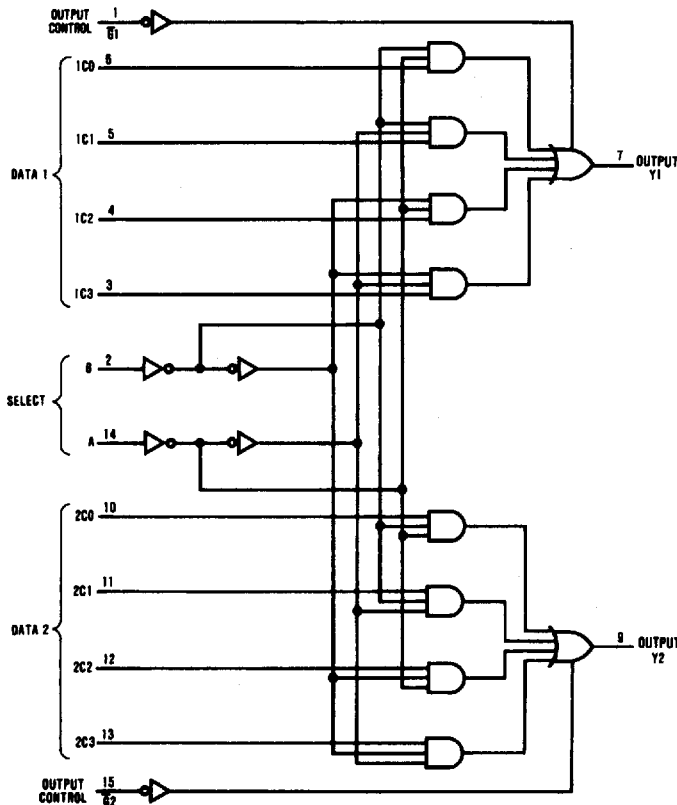 OUTPUT
CONTROL
1
G1
1C0
6
1C1
5
DATA 1
1C2
4
1C3
3
7
OUTPUT
Y1
B
2
SELECT
A
14
2C0
10
2C1
11
DATA 2
2C2
12
2C3
13
9
OUTPUT
Y2
OUTPUT
CONTROL
15
G2